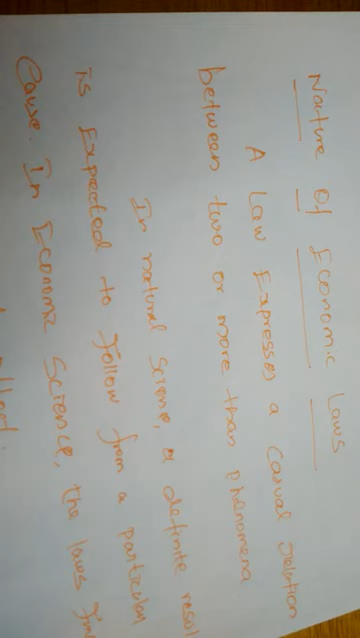 Nature Of Economic Laws
A Law Expresses a Casual relation
between two or more than Phenomena
In natural science, a definite result
is Expected to follow from a particular
Cause. In Economic Science, the laws